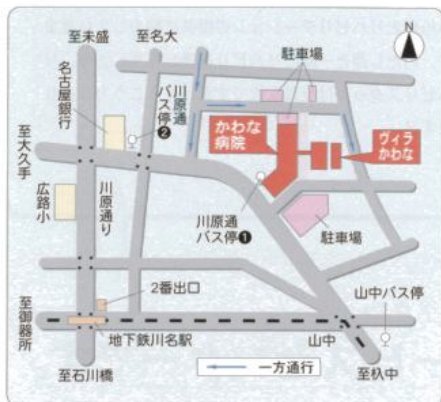 至未盛
至名大
駐車場
N
名古屋銀行
川原通
バス停❷
かわな
病院
ヴィラ
かわな
至大久手
広路小
川原通り
川原通
バス停❶
駐車場
2番出口
山中バス停
至御器所
地下鉄川名駅
山中
至石川橋
一方通行
至杁中